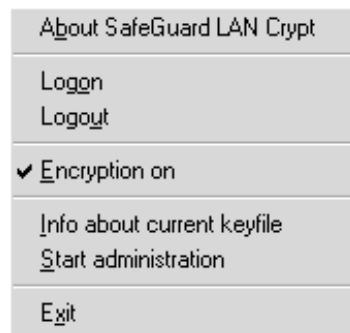 About SafeGuard LAN Crypt
Logon
Logout
Encryption on
Info about current keyfile
Start administration
Exit